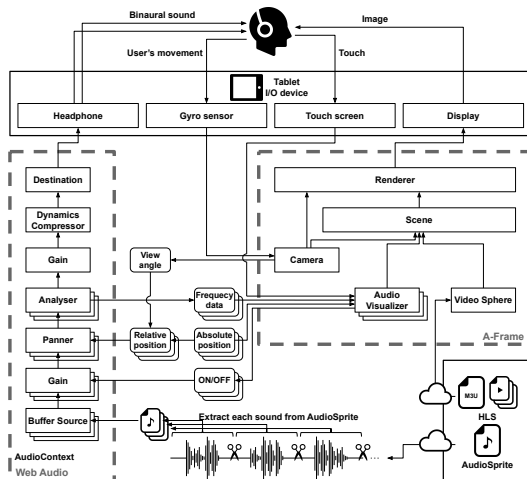 Binaural sound
Image
User's movement
Touch
Tablet
I/O device
Headphone
Gyro sensor
Touch screen
Display
Destination
Renderer
Dynamics
Compressor
Scene
Gain
View
angle
Camera
Analyser
Frequecy
data
Audio
Visualizer
Video Sphere
Panner
Relative
position
Absolute
position
A-Frame
Gain
ON/OFF
M3U
HLS
Buffer Source
Extract each sound from AudioSprite
...
AudioContext
Web Audio
AudioSprite